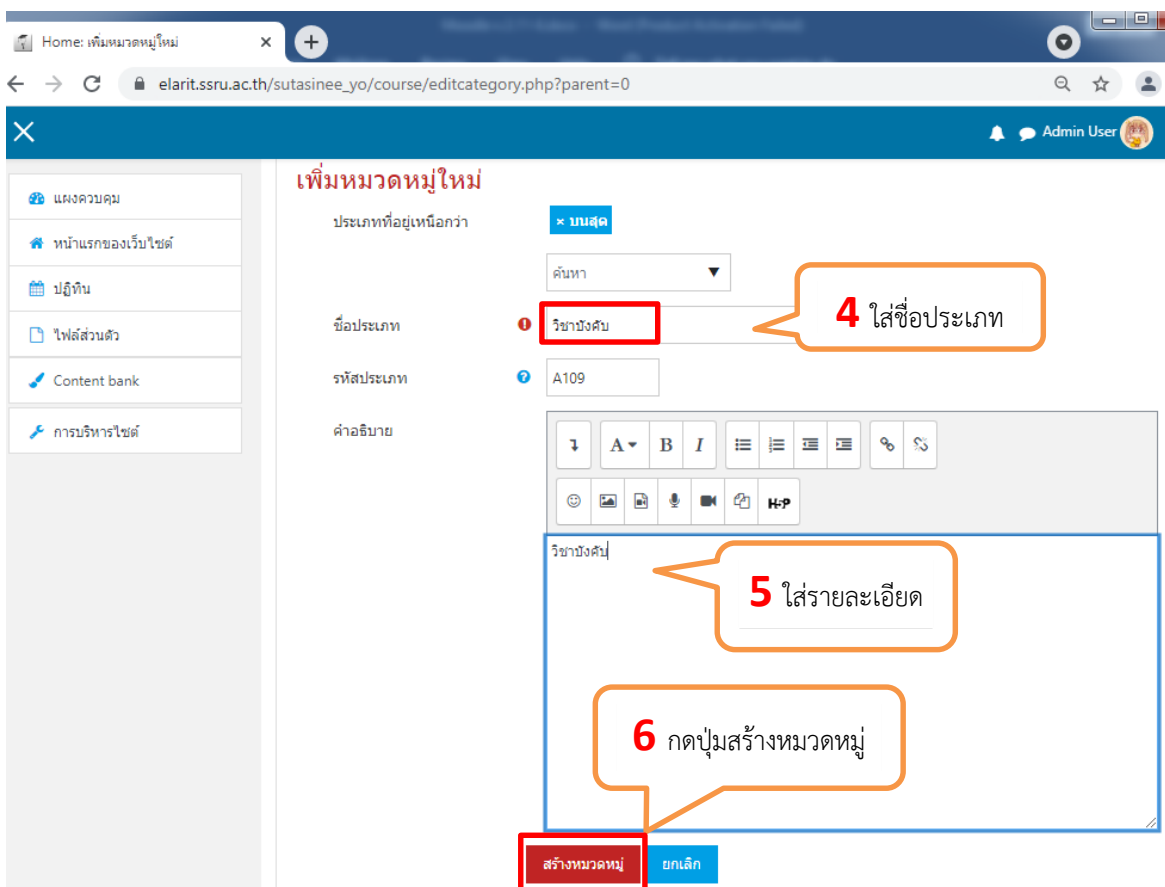 Home: เพิ่มหมวดหมู่ใหม่
elarit.ssru.ac.th/sutasinee_yo/course/editcategory.php?parent=0
Admin User
แผงควบคุม
หน้าแรกของเว็บไซต์
ปฏิทิน
ไฟล์ส่วนตัว
Content bank
การบริหารไซต์
เพิ่มหมวดหมู่ใหม่
ประเภทที่อยู่เหนือกว่า
× บนสุด
ค้นหา
ชื่อประเภท
วิชาบังคับ
4 ใส่ชื่อประเภท
รหัสประเภท
A109
คำอธิบาย
A B I
H-P
วิชาบังคับ
5 ใส่รายละเอียด
6 กดปุ่มสร้างหมวดหมู่
สร้างหมวดหมู่
ยกเลิก